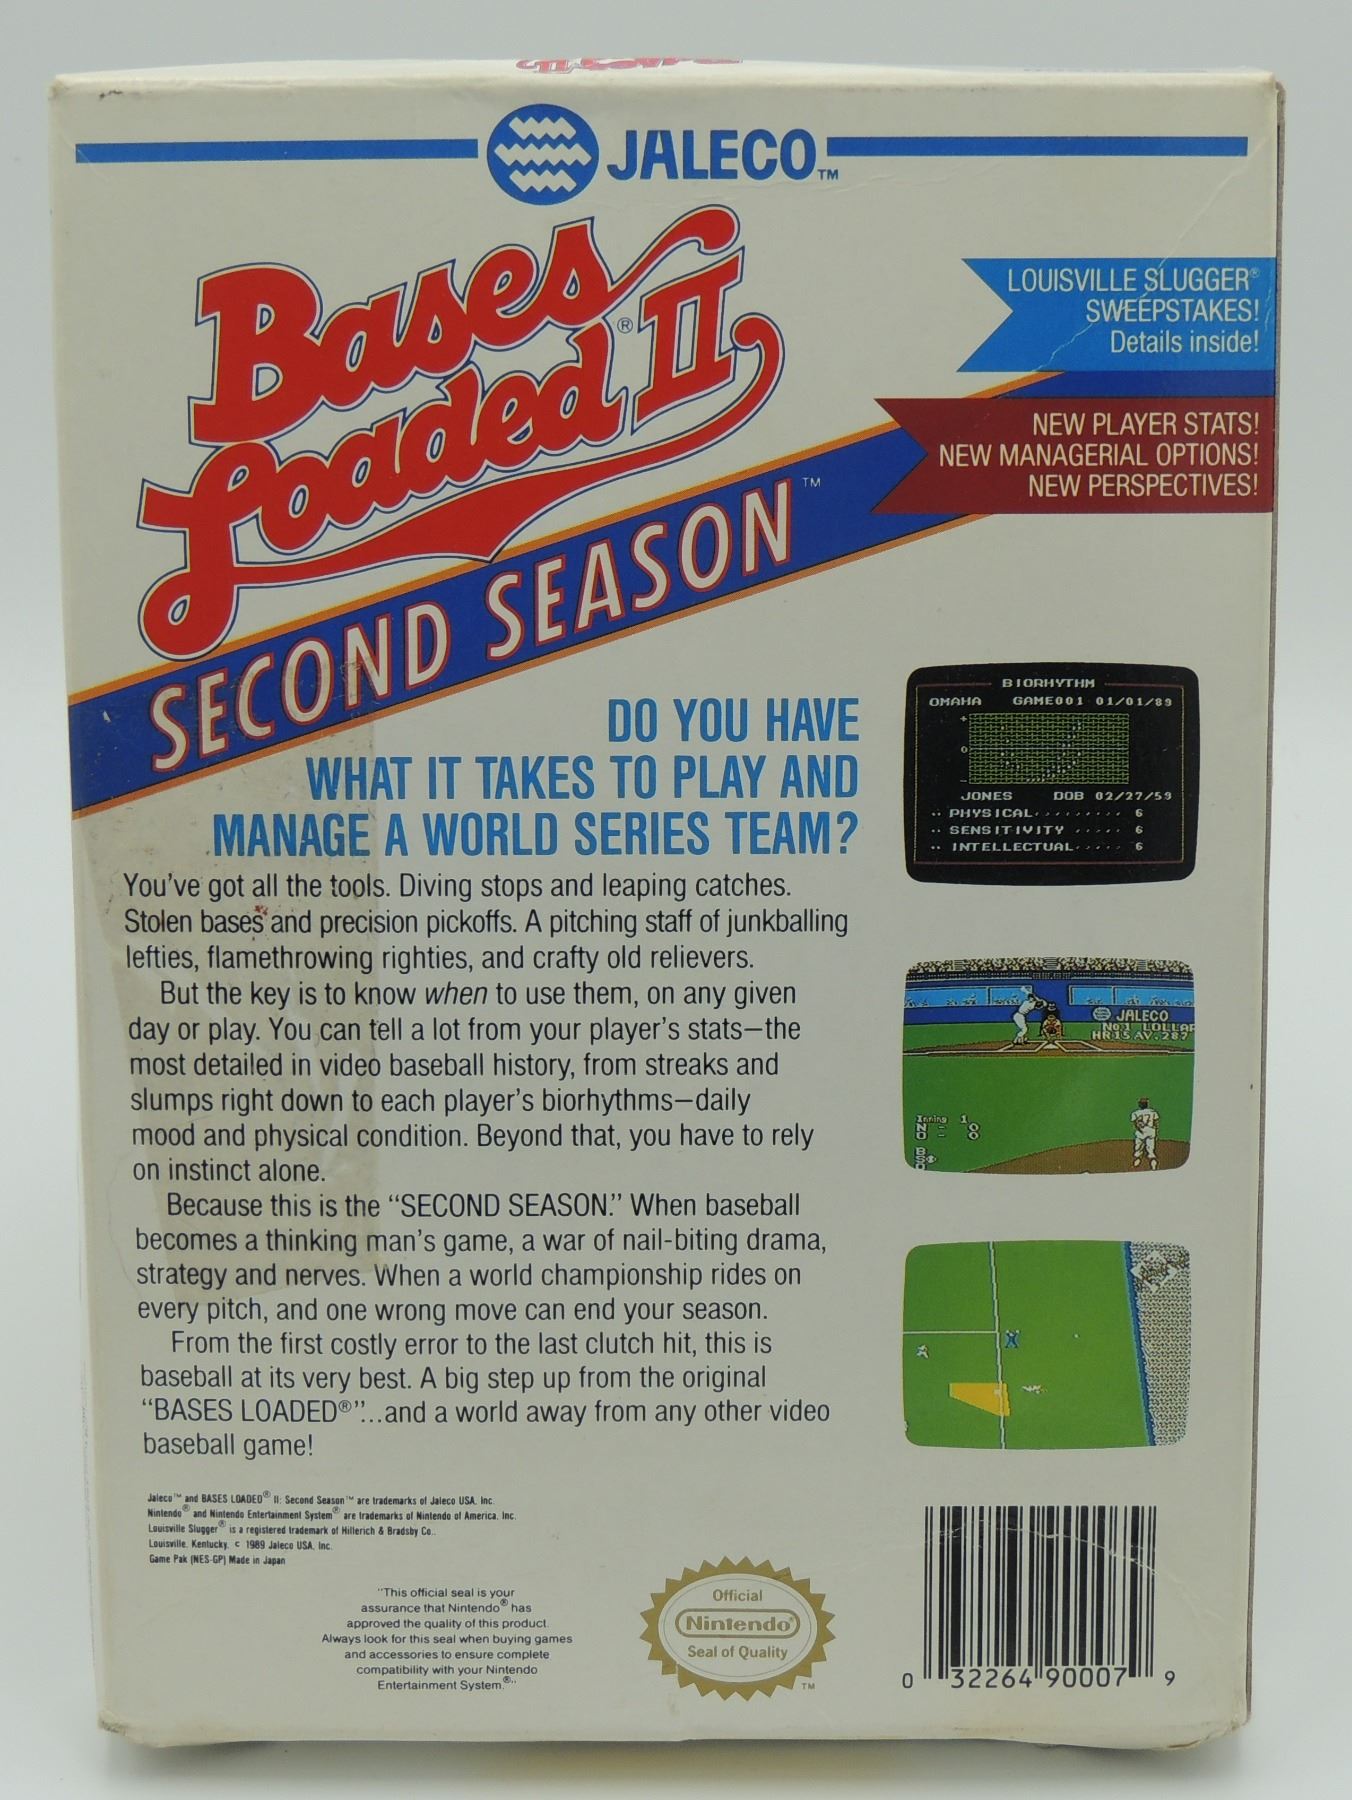 JALECO™
Bases
Loaded® II
SECOND SEASON™
LOUISVILLE SLUGGER®
SWEEPSTAKES!
Details inside!
NEW PLAYER STATS!
NEW MANAGERIAL OPTIONS!
NEW PERSPECTIVES!
DO YOU HAVE
WHAT IT TAKES TO PLAY AND
MANAGE A WORLD SERIES TEAM?
You've got all the tools. Diving stops and leaping catches.
Stolen bases and precision pickoffs. A pitching staff of junkballing
lefties, flamethrowing righties, and crafty old relievers.
But the key is to know when to use them, on any given
day or play. You can tell a lot from your player's stats—the
most detailed in video baseball history, from streaks and
slumps right down to each player's biorhythms—daily
mood and physical condition. Beyond that, you have to rely
on instinct alone.
Because this is the “SECOND SEASON.” When baseball
becomes a thinking man's game, a war of nail-biting drama,
strategy and nerves. When a world championship rides on
every pitch, and one wrong move can end your season.
From the first costly error to the last clutch hit, this is
baseball at its very best. A big step up from the original
“BASES LOADED®”...and a world away from any other video
baseball game!
BIORHYTHM
OMAHA GAME001 01/01/89
+
0
−
JONES DOB 02/27/59
.. PHYSICAL......... 6
.. SENSITIVITY ..... 6
.. INTELLECTUAL..... 6
JALECO
No1 LOLLAR
HR15 AV.287
Inning 1
N - 0
O - 0
B
S
O
Jaleco™ and BASES LOADED® II: Second Season™ are trademarks of Jaleco USA, Inc.
Nintendo® and Nintendo Entertainment System® are trademarks of Nintendo of America, Inc.
Louisville Slugger® is a registered trademark of Hillerich & Bradsby Co..
Louisville, Kentucky. c 1989 Jaleco USA, Inc.
Game Pak (NES-GP) Made in Japan
"This official seal is your
assurance that Nintendo® has
approved the quality of this product.
Always look for this seal when buying games
and accessories to ensure complete
compatibility with your Nintendo
Entertainment System.®"
Official
Nintendo®
Seal of Quality
TM
0 32264 90007 9